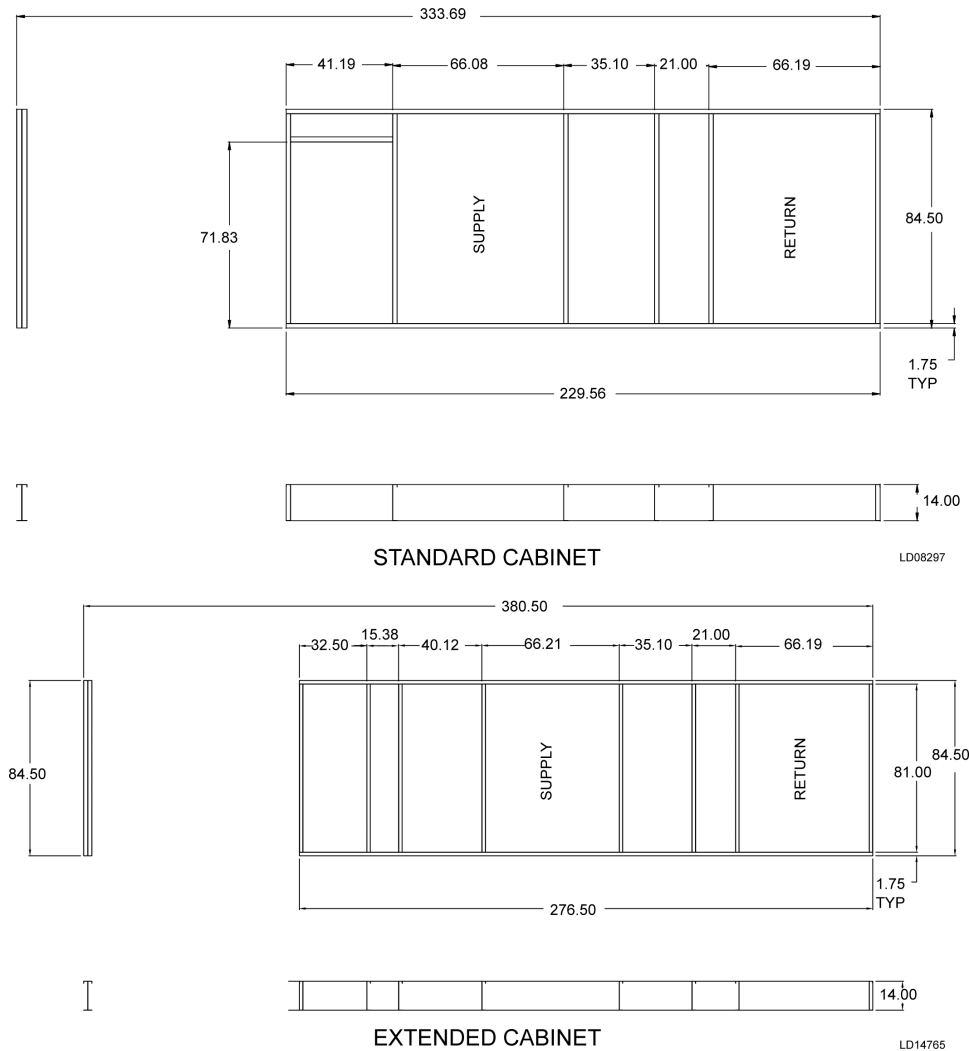 333.69
41.19 66.08 35.10 21.00 66.19
71.83
SUPPLY
RETURN
84.50
1.75
TYP
229.56
14.00
STANDARD CABINET
LD08297
380.50
32.50 15.38 40.12 66.21 35.10 21.00 66.19
84.50
SUPPLY
RETURN
81.00
84.50
1.75
TYP
276.50
14.00
EXTENDED CABINET
LD14765